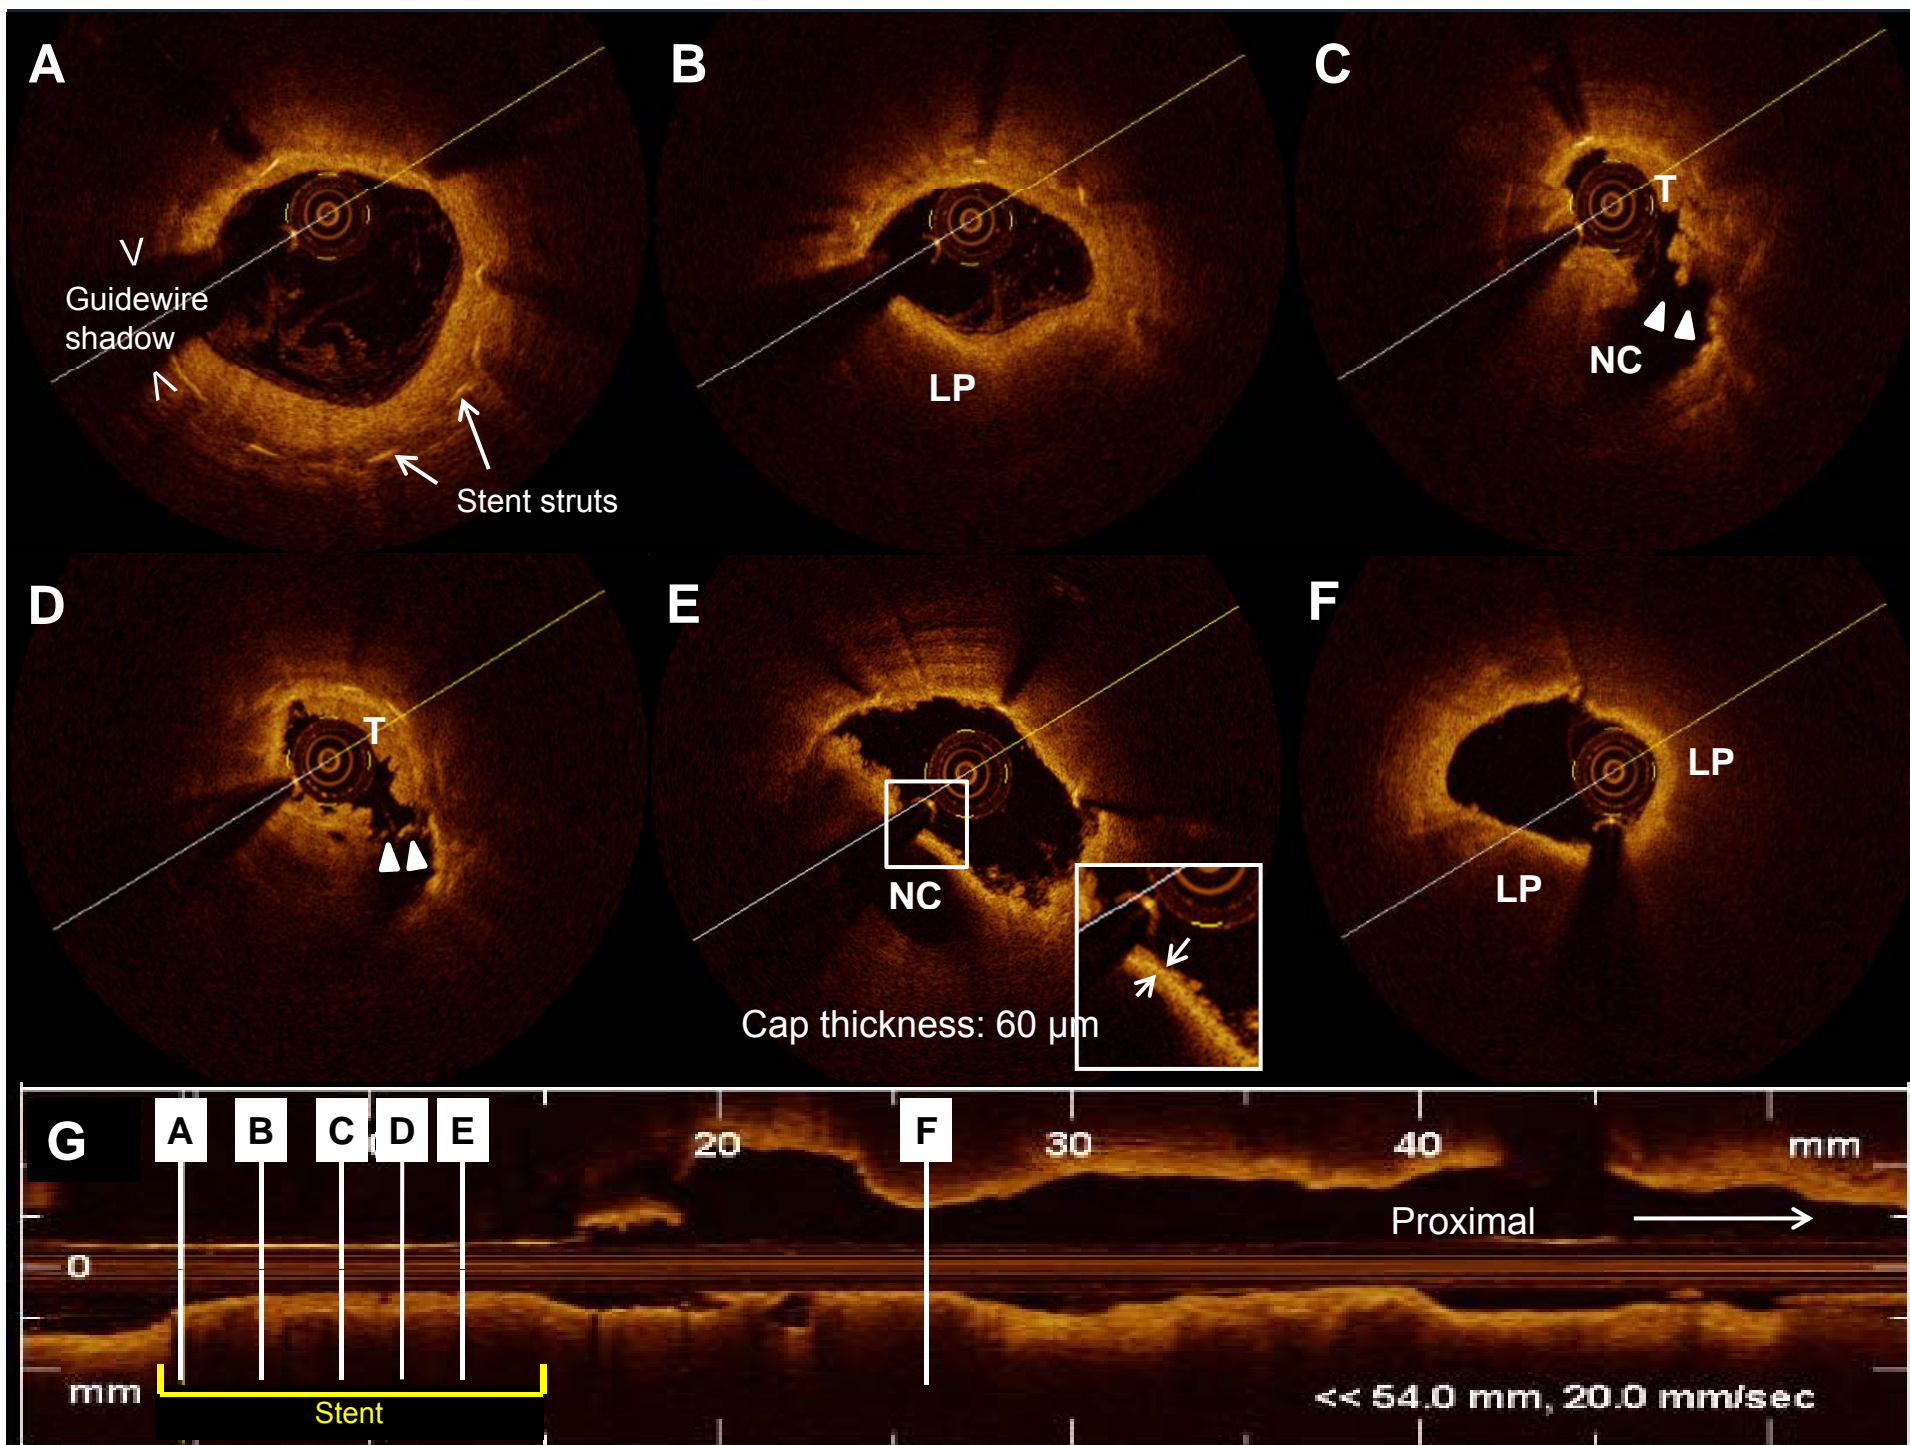 A
B
C
V
Guidewire
shadow
V
Stent struts
LP
T
NC
D
T
E
NC
Cap thickness: 60 µm
F
LP
LP
G
A
B
C
D
E
F
20
30
40
mm
Proximal
0
mm
Stent
<< 54.0 mm, 20.0 mm/sec